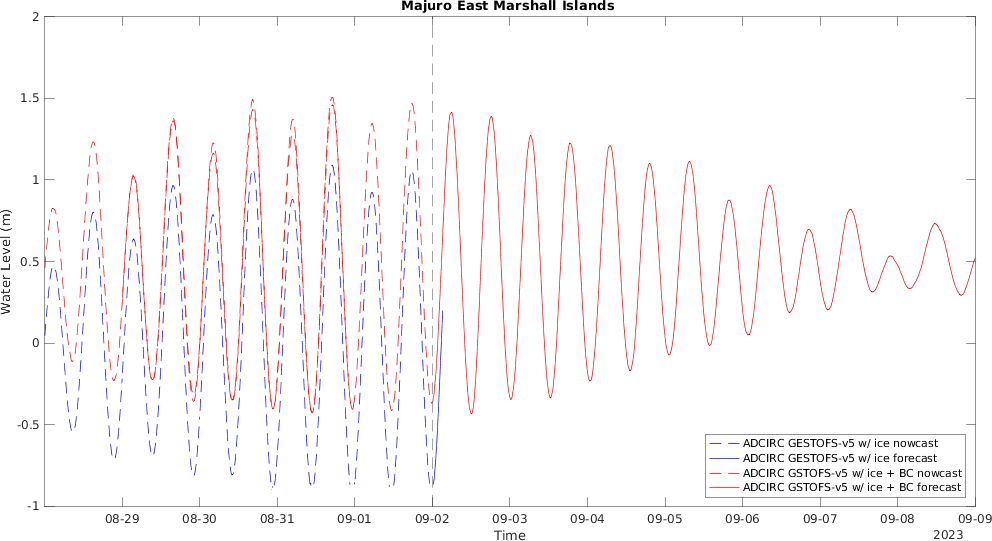 Majuro East Marshall Islands
2
1.5
1
0.5
0
-0.5
-1
Water Level (m)
08-29 08-30 08-31 09-01 09-02 09-03 09-04 09-05 09-06 09-07 09-08 09-09
Time
2023
ADCIRC GESTOFS-v5 w/ ice nowcast
ADCIRC GESTOFS-v5 w/ ice forecast
ADCIRC GSTOFS-v5 w/ ice + BC nowcast
ADCIRC GSTOFS-v5 w/ ice + BC forecast